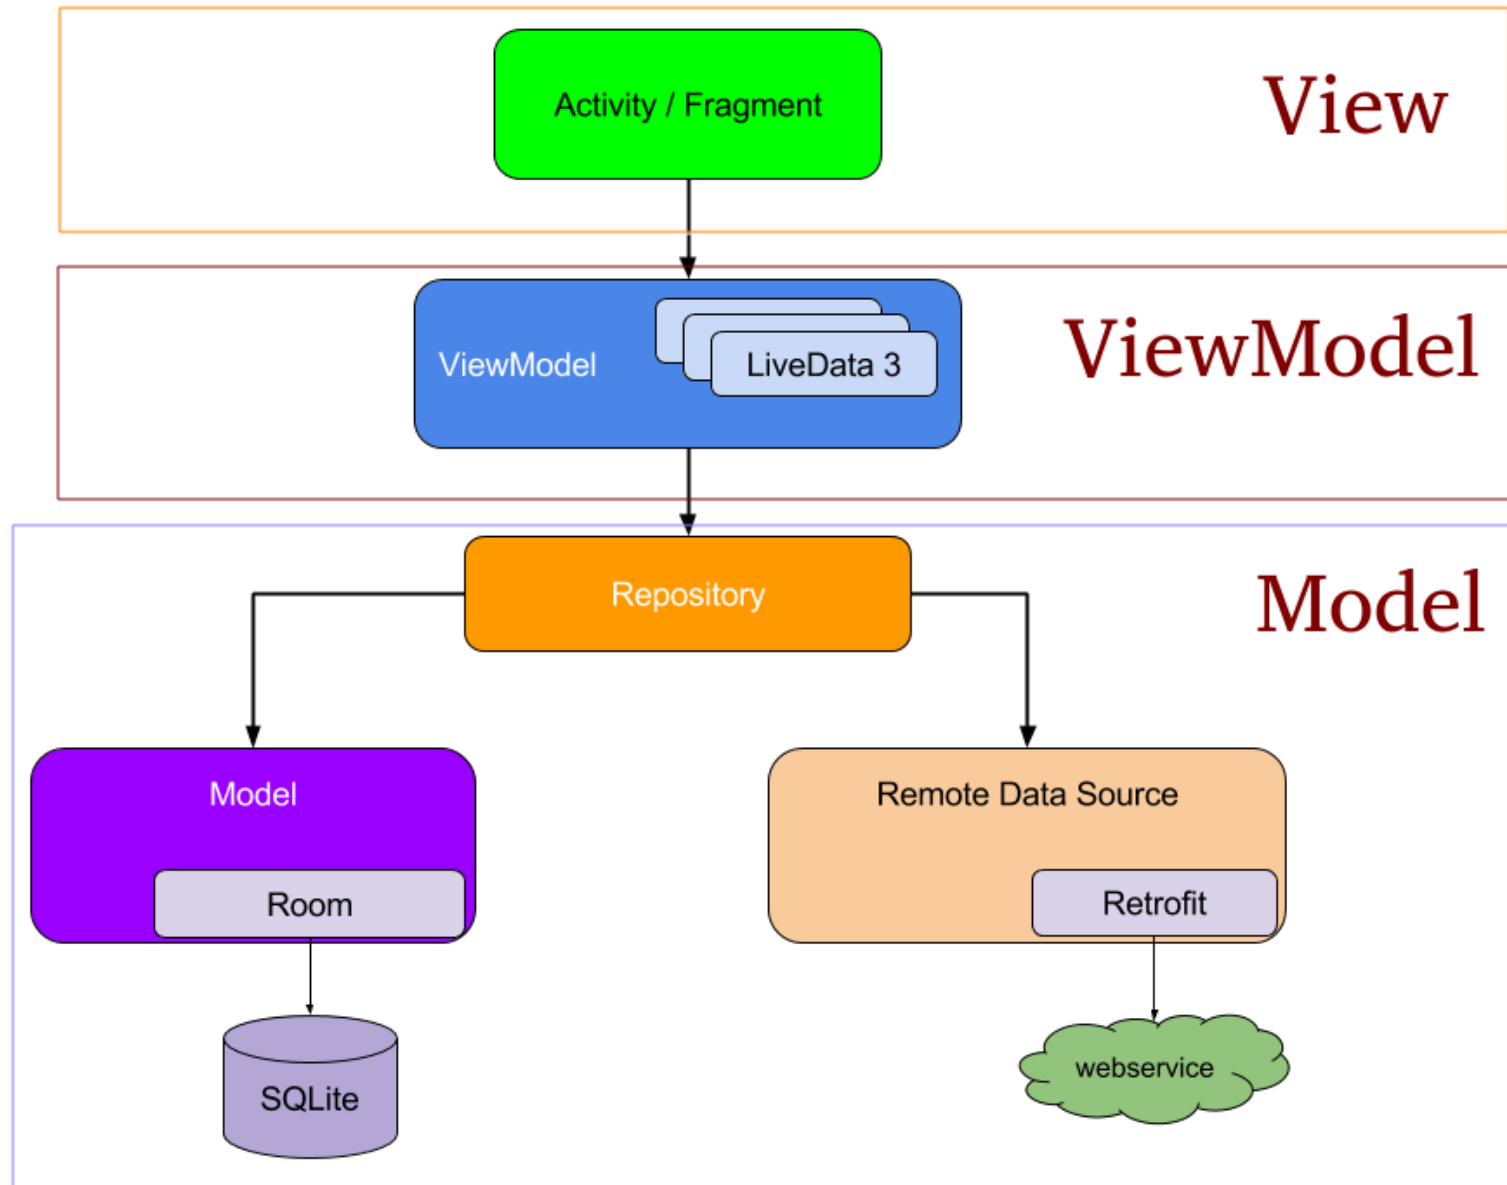 Activity / Fragment
View
ViewModel
LiveData 3
ViewModel
Repository
Model
Model
Remote Data Source
Room
Retrofit
SQLite
webservice